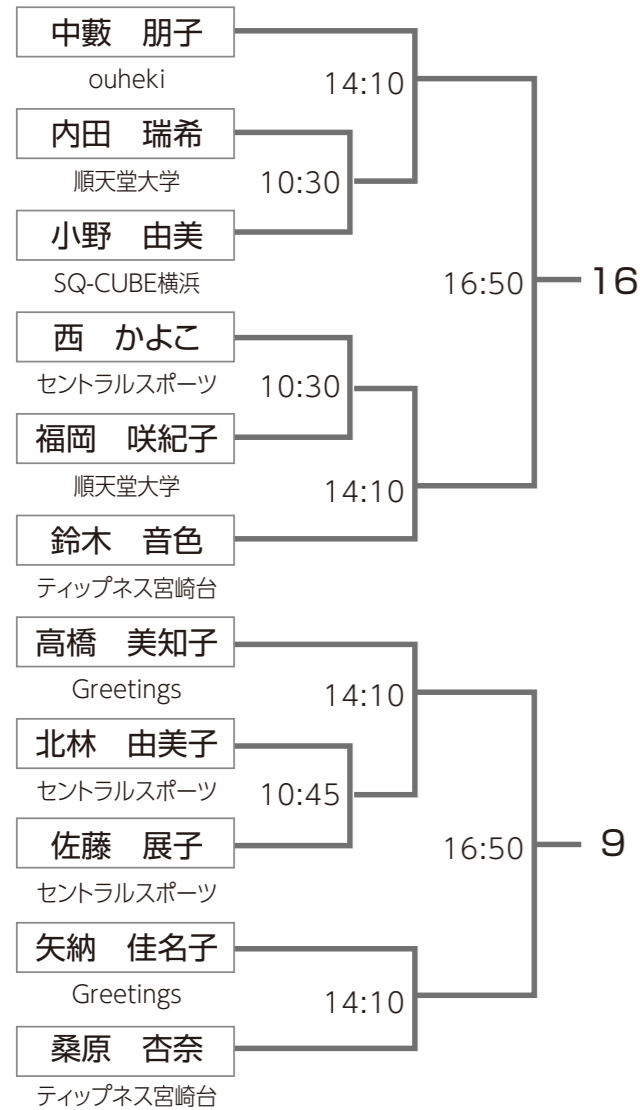 中藪　朋子
ouheki
14:10
内田　瑞希
順天堂大学
10:30
小野　由美
SQ-CUBE横浜
16:50
16
西　かよこ
セントラルスポーツ
10:30
福岡　咲紀子
順天堂大学
14:10
鈴木　音色
ティップネス宮崎台
高橋　美知子
Greetings
14:10
北林　由美子
セントラルスポーツ
10:45
佐藤　展子
セントラルスポーツ
16:50
9
矢納　佳名子
Greetings
14:10
桑原　杏奈
ティップネス宮崎台